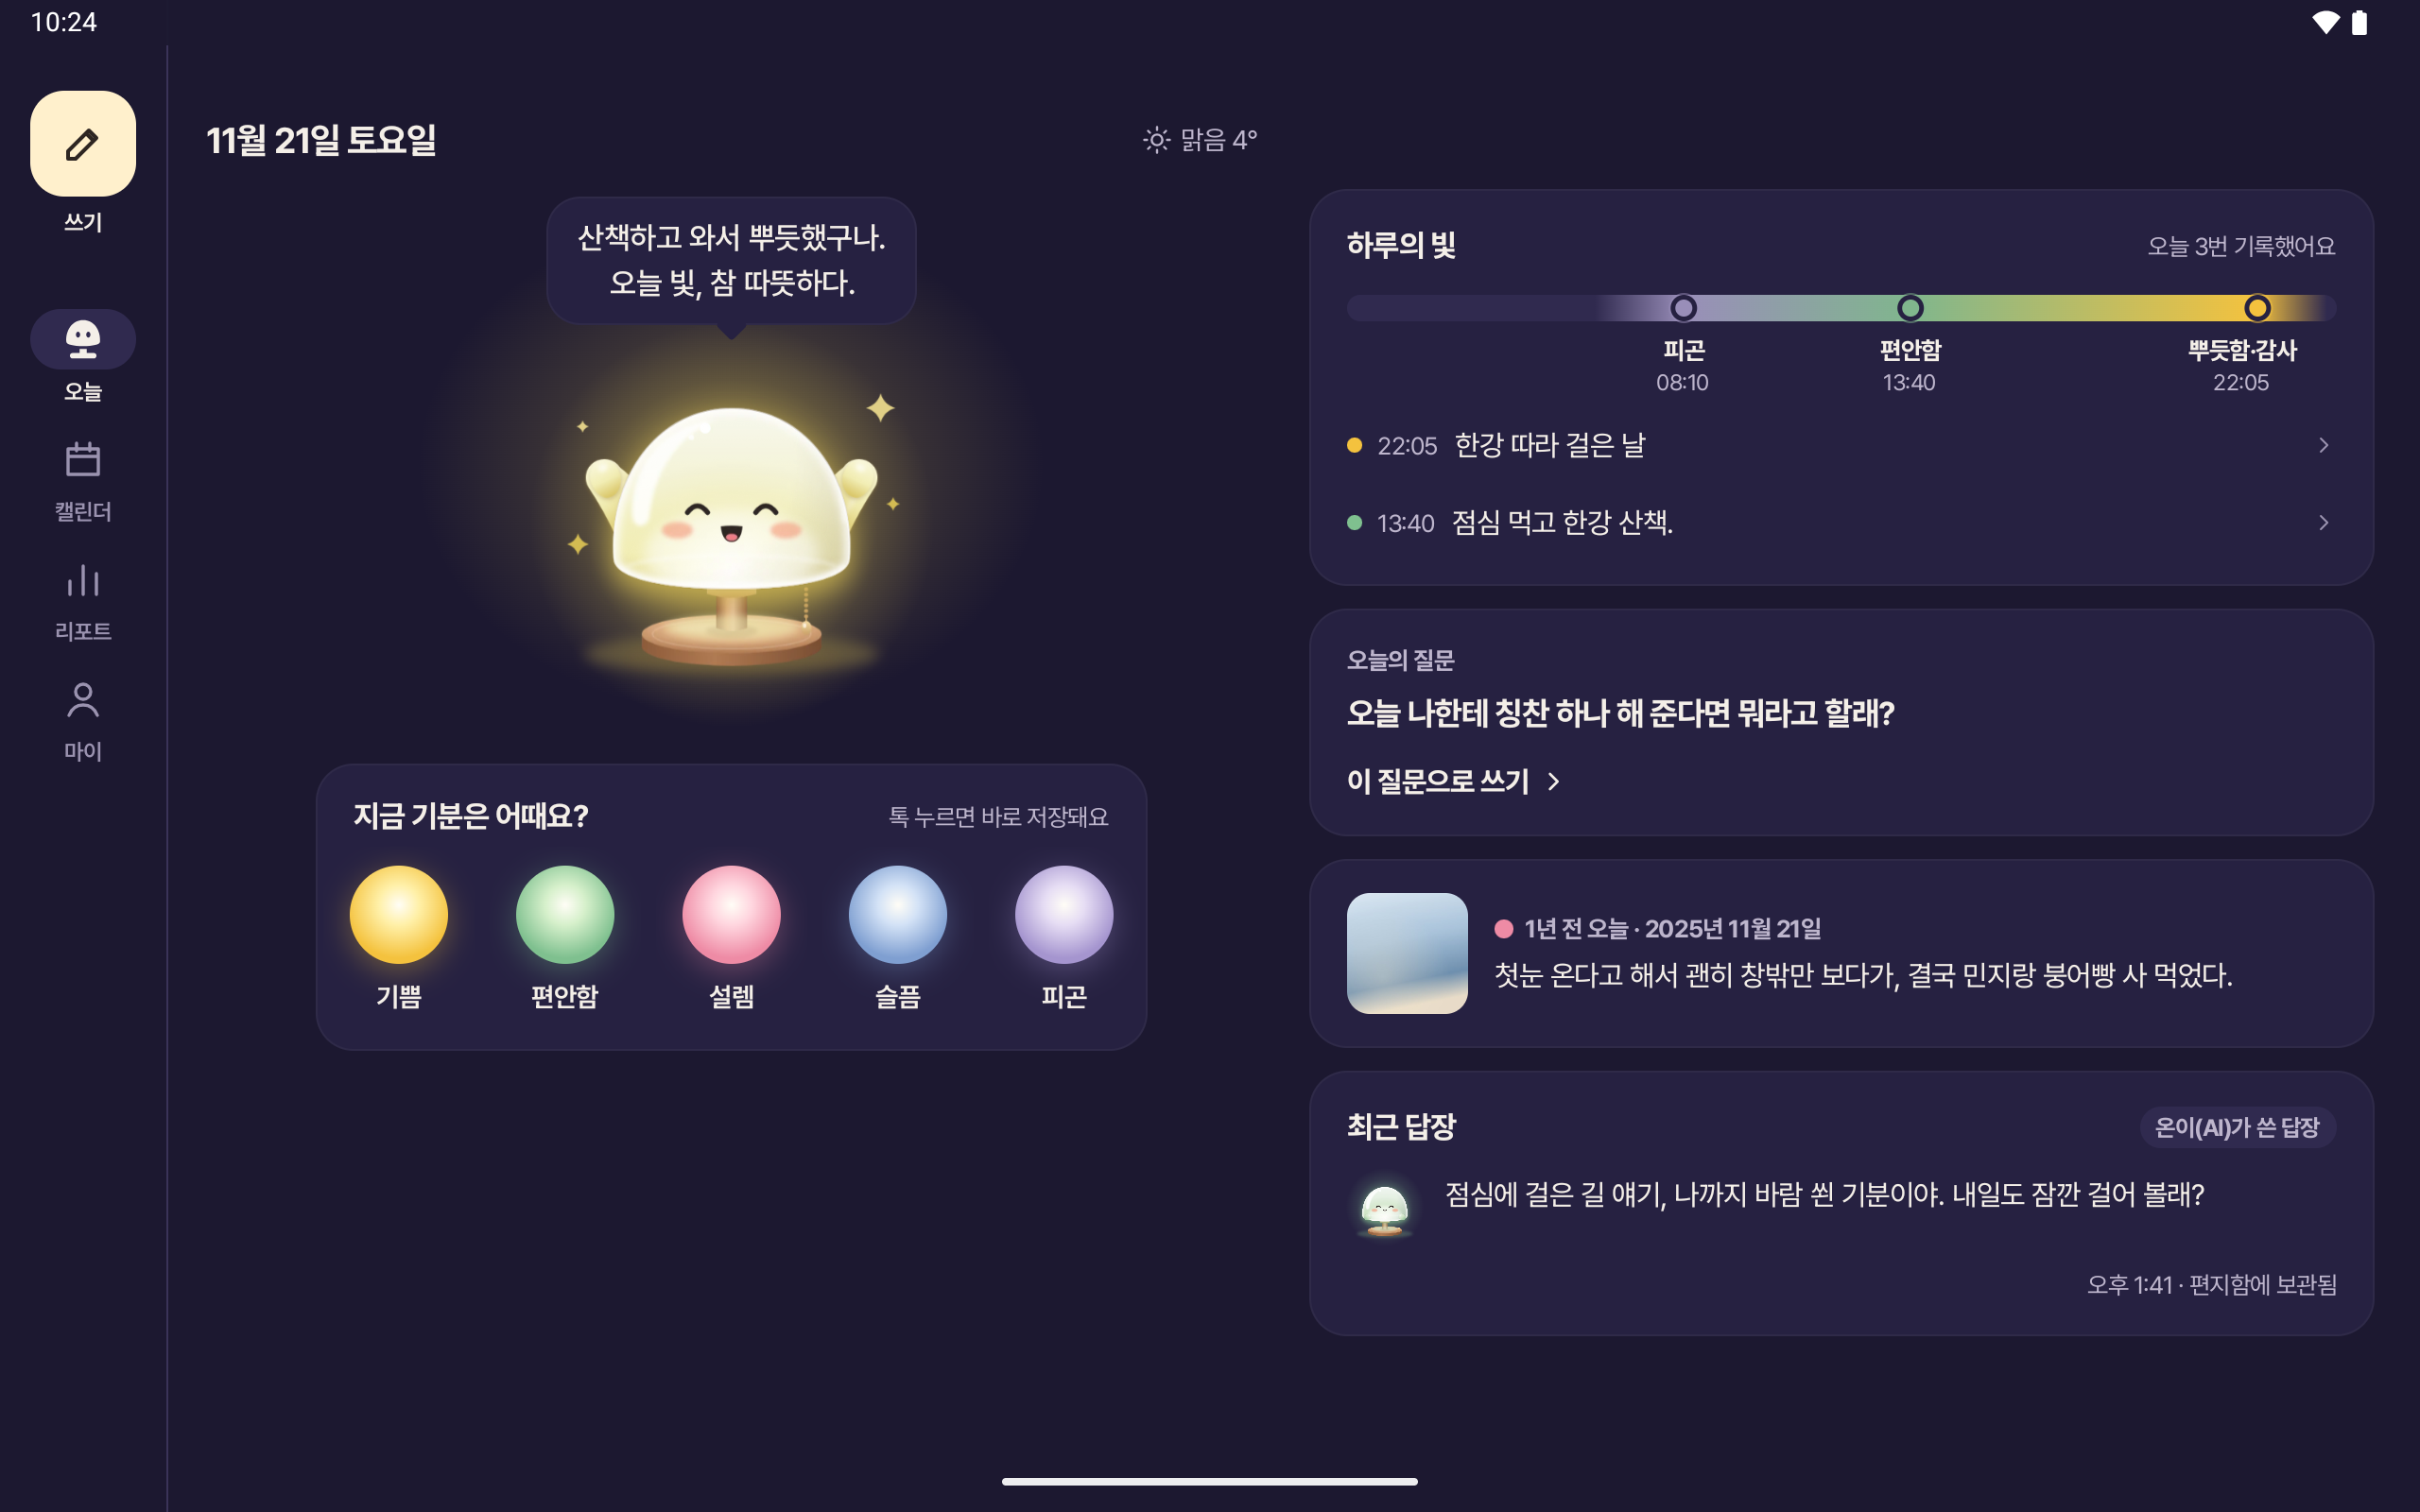 10:24
쓰기
오늘
캘린더
리포트
마이
11월 21일 토요일
맑음 4°
산책하고 와서 뿌듯했구나.
오늘 빛, 참 따뜻하다.
지금 기분은 어때요?
톡 누르면 바로 저장돼요
기쁨
편안함
설렘
슬픔
피곤
하루의 빛
오늘 3번 기록했어요
피곤
08:10
편안함
13:40
뿌듯함·감사
22:05
22:05 한강 따라 걸은 날
13:40 점심 먹고 한강 산책.
오늘의 질문
오늘 나한테 칭찬 하나 해 준다면 뭐라고 할래?
이 질문으로 쓰기
1년 전 오늘 · 2025년 11월 21일
첫눈 온다고 해서 괜히 창밖만 보다가, 결국 민지랑 붕어빵 사 먹었다.
최근 답장
온이(AI)가 쓴 답장
점심에 걸은 길 얘기, 나까지 바람 쐰 기분이야. 내일도 잠깐 걸어 볼래?
오후 1:41 · 편지함에 보관됨